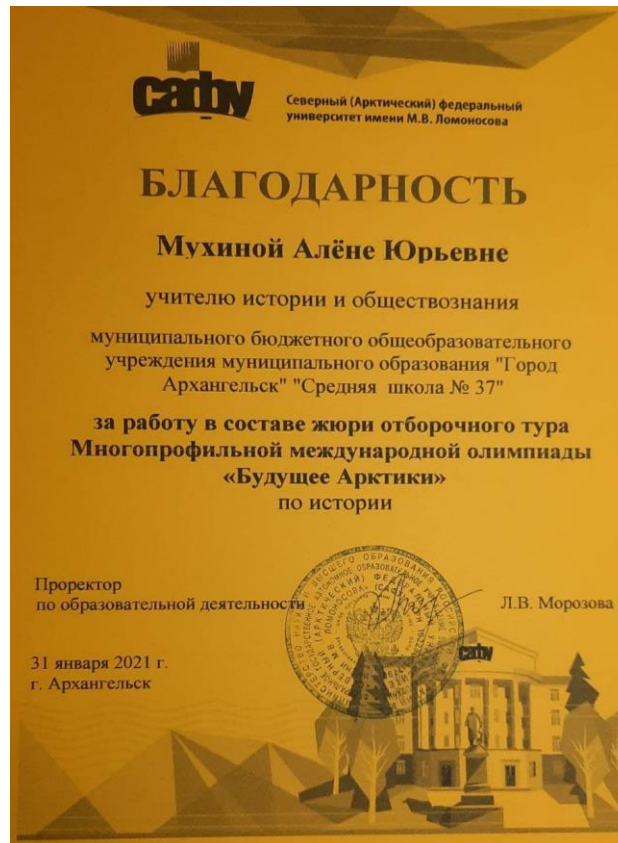 сафу
Северный (Арктический) федеральный
университет имени М.В. Ломоносова
БЛАГОДАРНОСТЬ
Мухиной Алёне Юрьевне
учителю истории и обществознания
муниципального бюджетного общеобразовательного
учреждения муниципального образования "Город
Архангельск" "Средняя школа № 37"
за работу в составе жюри отборочного тура
Многопрофильной международной олимпиады
«Будущее Арктики»
по истории
Проректор
по образовательной деятельности
Л.В. Морозова
31 января 2021 г.
г. Архангельск
сафу